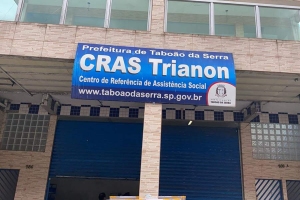 Prefeitura de Taboão da Serra
CRAS Trianon
Centro de Referência de Assistência Social
www.taboaodaserra.sp.gov.br